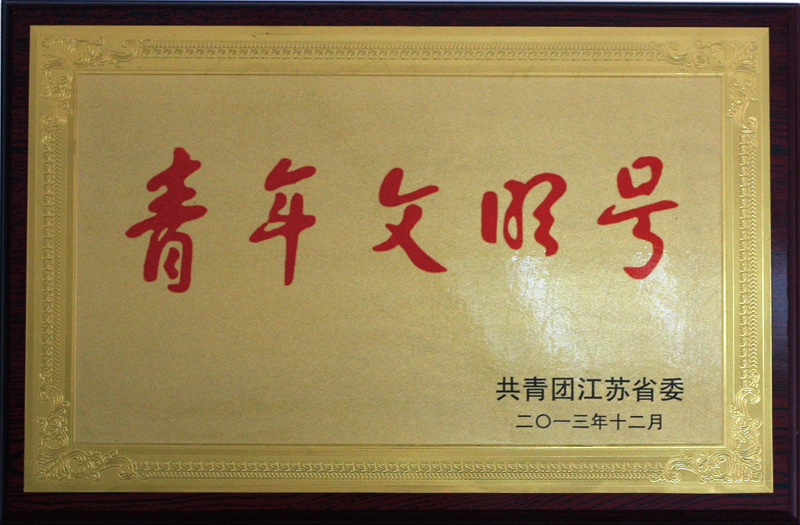 青年文明号
共青团江苏省委
二〇一三年十二月